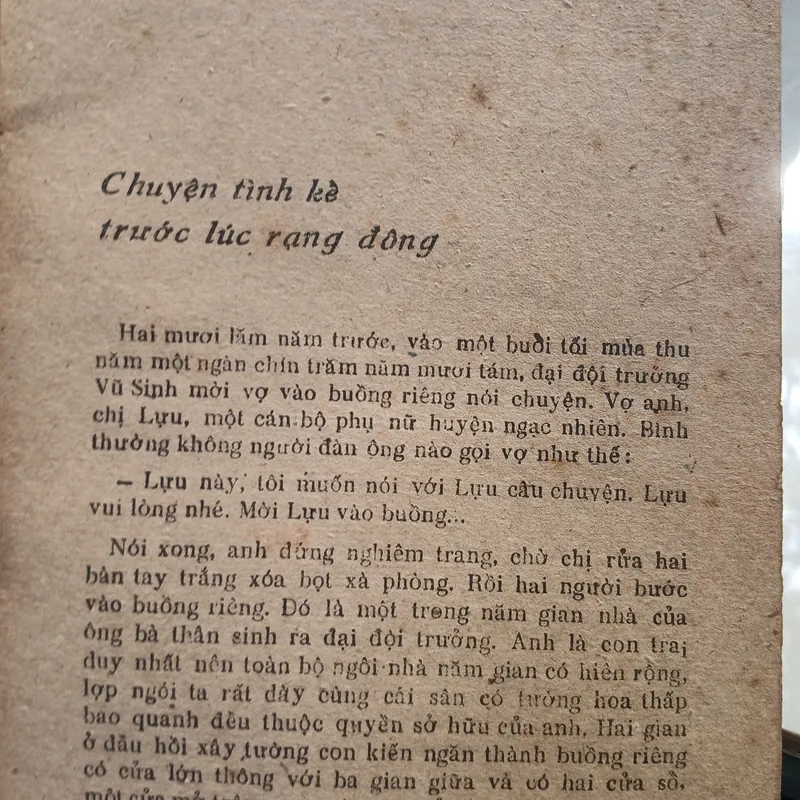 Chuyện tình kể
trước lúc rạng đông
Hai mươi lăm năm trước, vào một buổi tối mùa thu
năm một ngàn chín trăm năm mươi tám, đại đội trưởng
Vũ Sinh mời vợ vào buồng riêng nói chuyện. Vợ anh,
chị Lựu, một cán bộ phụ nữ huyện ngạc nhiên. Bình
thường không người đàn ông nào gọi vợ như thế:
— Lựu này, tôi muốn nói với Lựu câu chuyện. Lựu
vui lòng nhé. Mời Lựu vào buồng...
Nói xong, anh đứng nghiêm trang, chờ chị rửa hai
bàn tay trắng xóa bọt xà phòng. Rồi hai người bước
vào buồng riêng. Đó là một trong năm gian nhà của
ông bà thân sinh ra đại đội trưởng. Anh là con trai
duy nhất nên toàn bộ ngôi nhà năm gian có hiên rộng,
lợp ngói ta rất dày cùng cái sân có tường hoa thấp
bao quanh đều thuộc quyền sở hữu của anh. Hai gian
ở đầu hồi xây tường con kiến ngăn thành buồng riêng
có cửa lớn thông với ba gian giữa và có hai cửa sổ,
một cửa mở